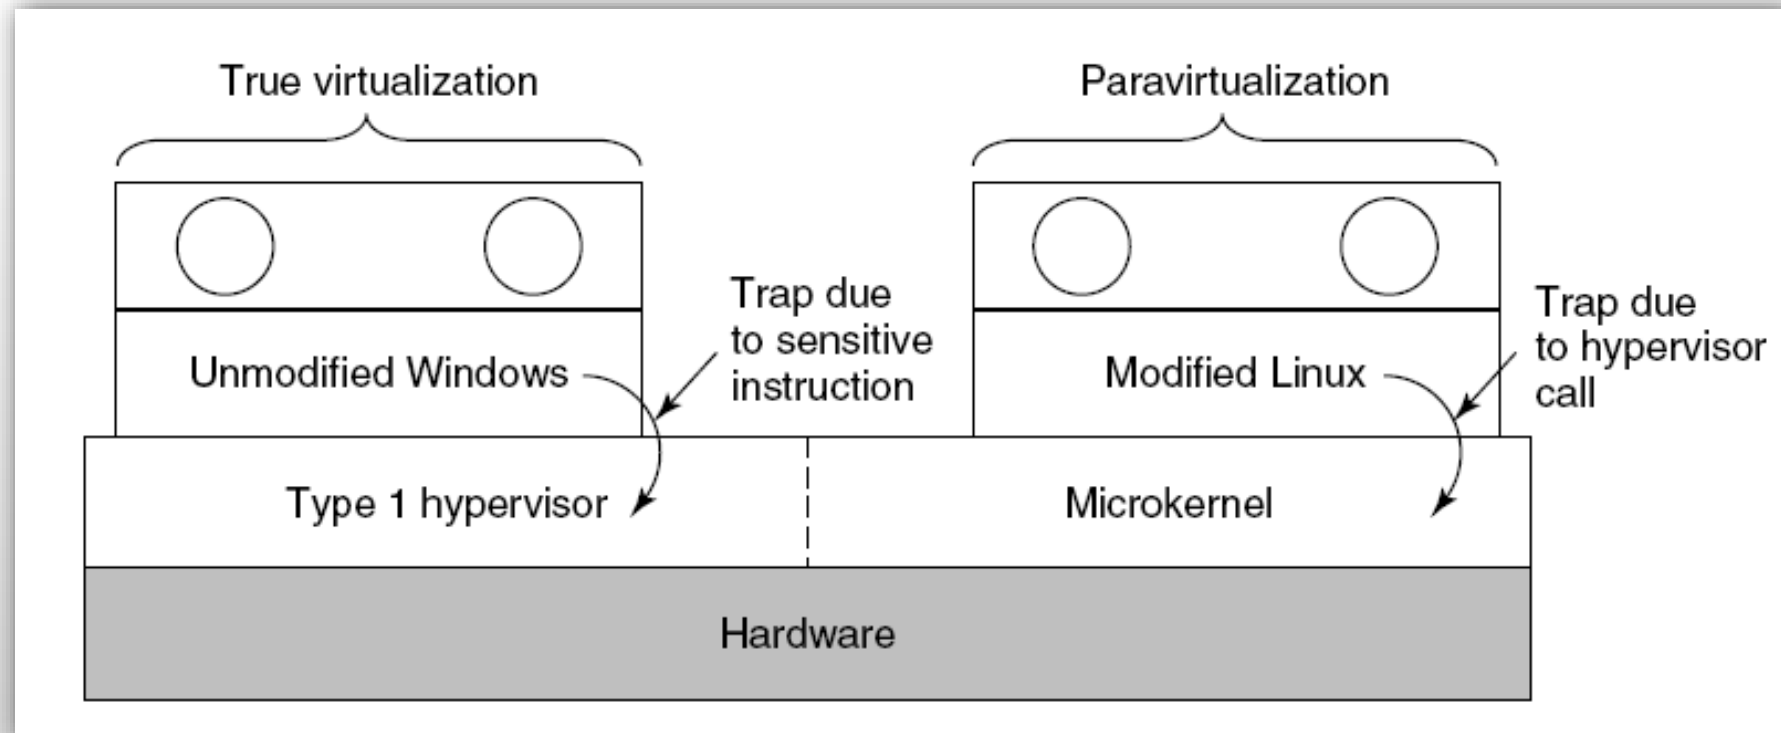 True virtualization
Paravirtualization
Trap due
to sensitive
instruction
Trap due
to hypervisor
call
Unmodified Windows
Modified Linux
Type 1 hypervisor
Microkernel
Hardware